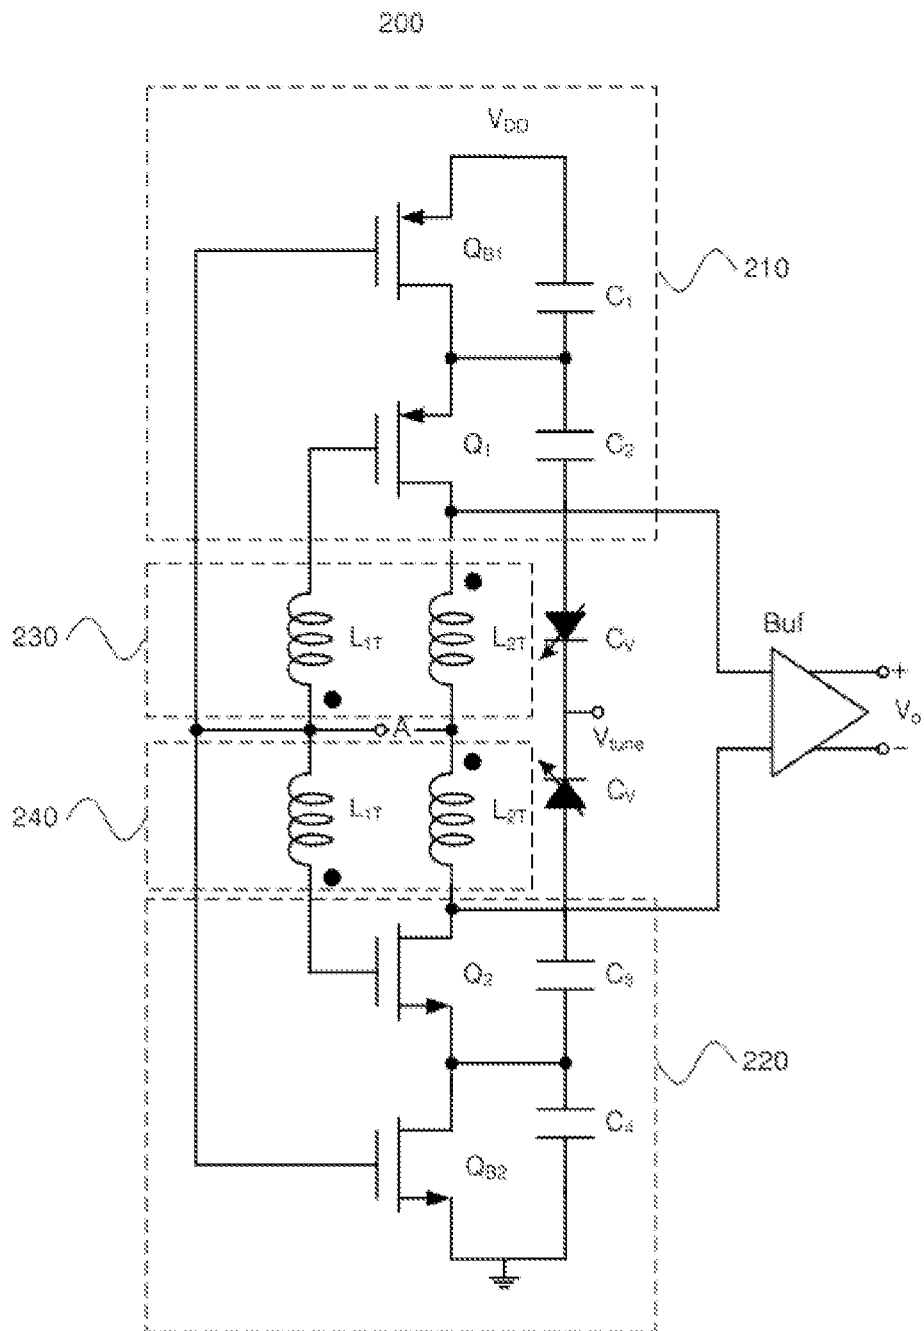 200
V_DD
Q_B1
C_1
210
Q_1
C_2
230
L_1T
L_2T
C_V
Buf
+
A
V_tune
V_o
−
240
L_1T
L_2T
C_V
Q_2
C_3
220
C_4
Q_B2